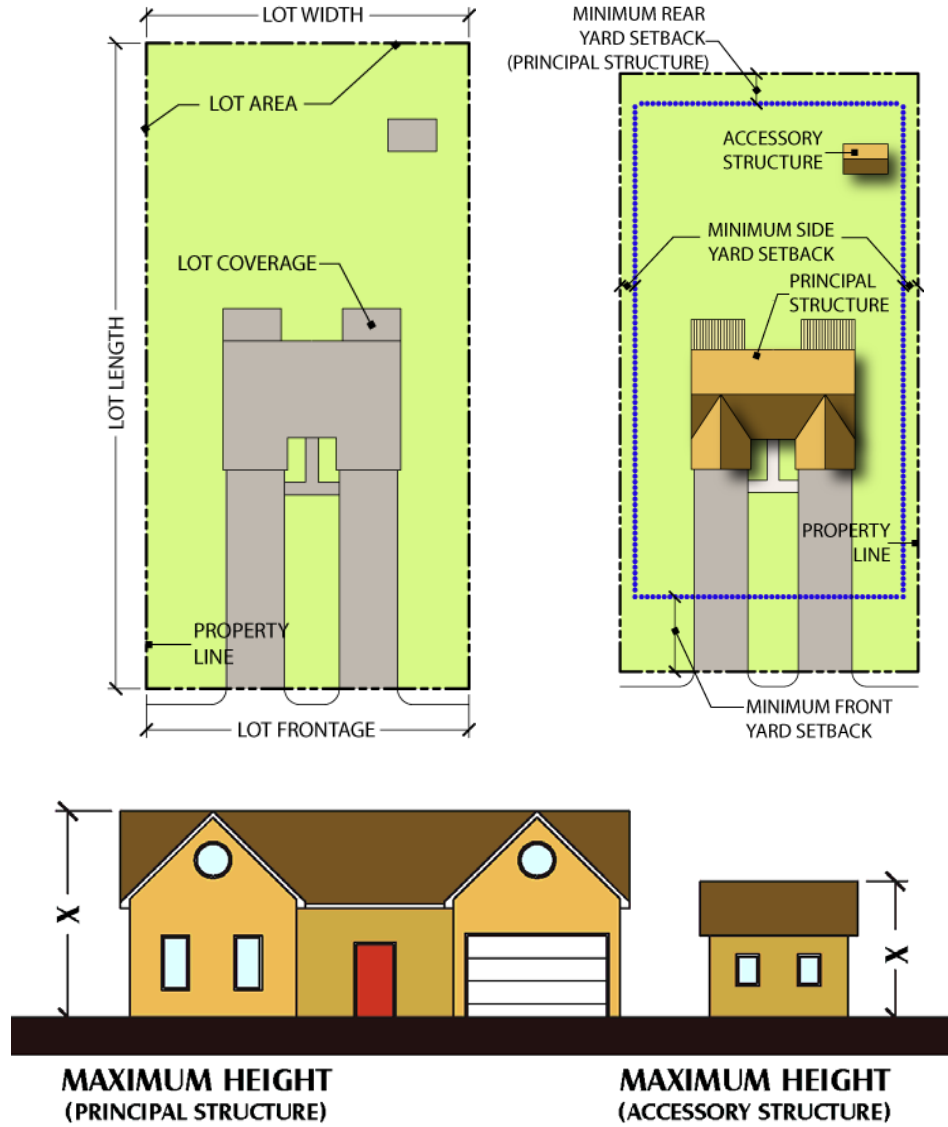 LOT WIDTH
LOT AREA
LOT COVERAGE
LOT LENGTH
PROPERTY
LINE
LOT FRONTAGE
MINIMUM REAR
YARD SETBACK
(PRINCIPAL STRUCTURE)
ACCESSORY
STRUCTURE
MINIMUM SIDE
YARD SETBACK
PRINCIPAL
STRUCTURE
PROPERTY
LINE
MINIMUM FRONT
YARD SETBACK
X
X
MAXIMUM HEIGHT
(PRINCIPAL STRUCTURE)
MAXIMUM HEIGHT
(ACCESSORY STRUCTURE)